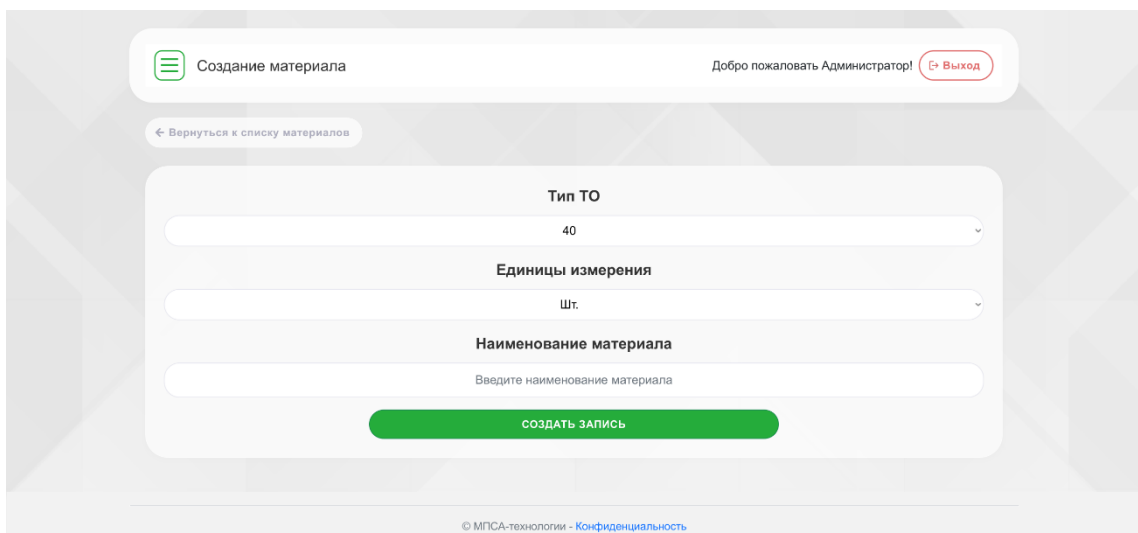 Создание материала
Добро пожаловать Администратор! Выход
Вернуться к списку материалов
Тип ТО
40
Единицы измерения
Шт.
Наименование материала
Введите наименование материала
СОЗДАТЬ ЗАПИСЬ
© МПСА-технологии - Конфиденциальность